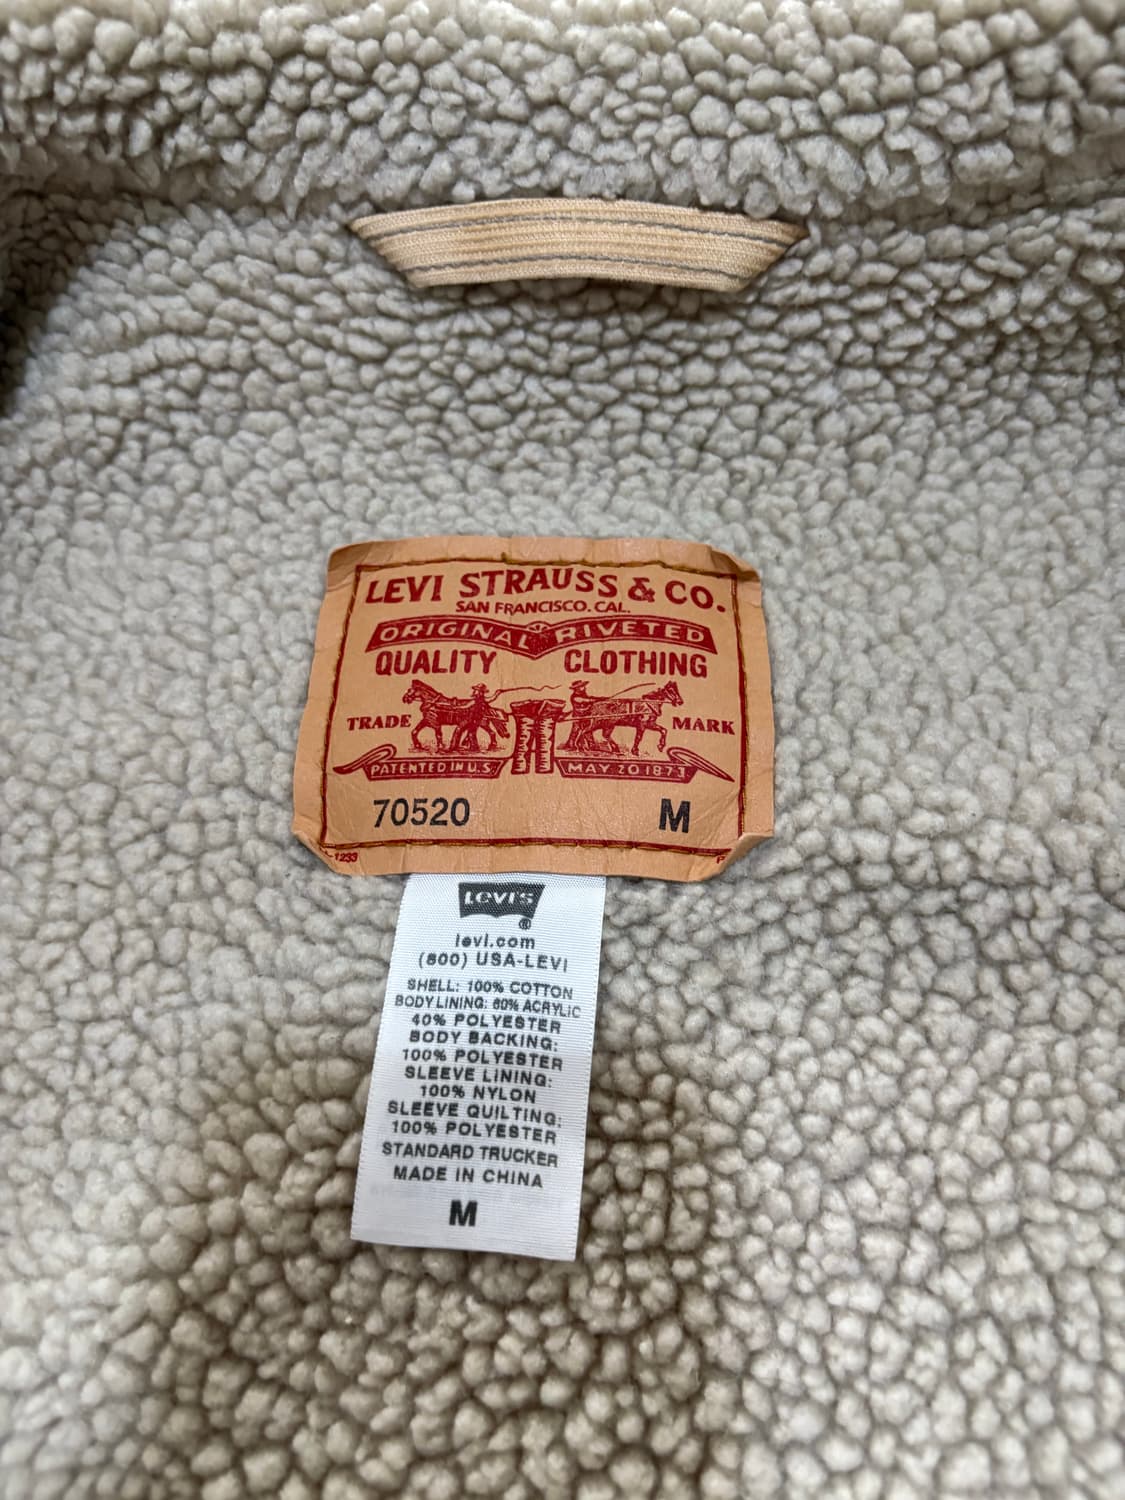 LEVI STRAUSS & CO.
SAN FRANCISCO. CAL.
ORIGINAL RIVETED
QUALITY CLOTHING
TRADE MARK
PATENTED IN U.S. MAY 20 1873
70520 M
1233 P
LEVI'S
®
levi.com
(800) USA-LEVI
SHELL: 100% COTTON
BODY LINING: 60% ACRYLIC
40% POLYESTER
BODY BACKING:
100% POLYESTER
SLEEVE LINING:
100% NYLON
SLEEVE QUILTING:
100% POLYESTER
STANDARD TRUCKER
MADE IN CHINA
M